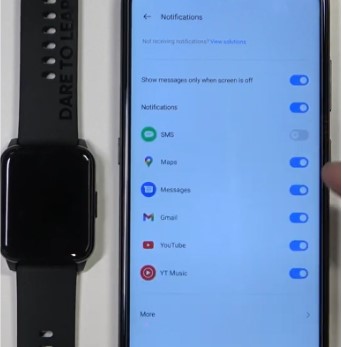 DARE TO LEAP
← Notifications
Not receiving notifications? View solutions
Show messages only when screen is off
Notifications
SMS
Maps
Messages
Gmail
YouTube
YT Music
More